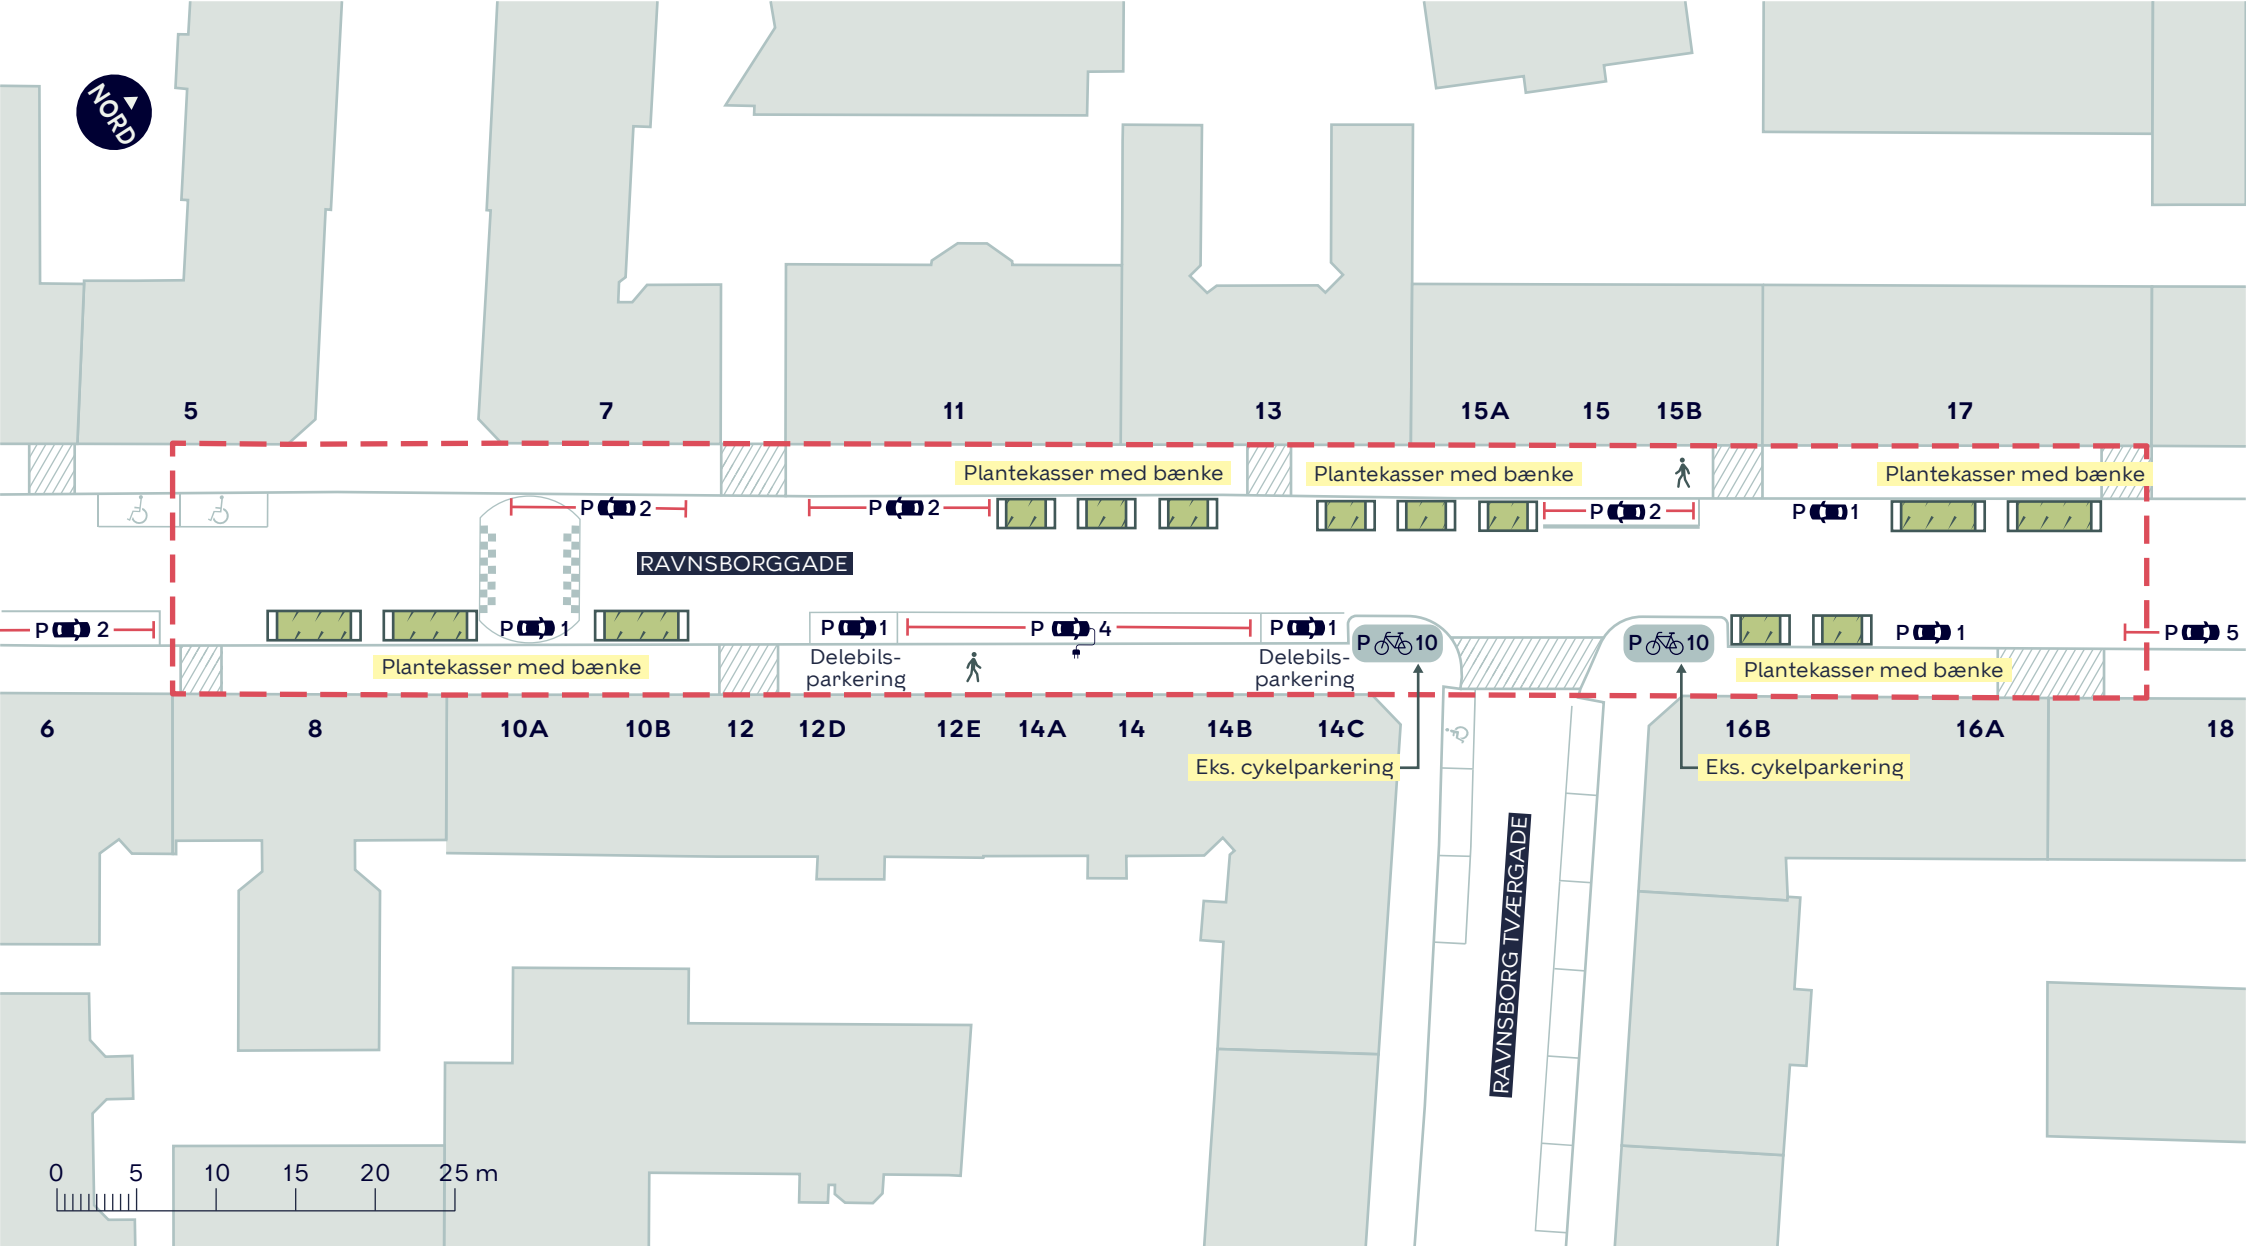 NORD
5 7 11 13 15A 15 15B 17
Plantekasser med bænke Plantekasser med bænke Plantekasser med bænke
P 2 P 2 P 2 P 1
RAVNSBORGGADE
P 2 P 1 P 1 P 4 P 1 P 10 P 10 P 1 P 5
Delebils-
parkering
Delebils-
parkering
Plantekasser med bænke Plantekasser med bænke
6 8 10A 10B 12 12D 12E 14A 14 14B 14C 16B 16A 18
Eks. cykelparkering Eks. cykelparkering
RAVNSBORG TVÆRGADE
0 5 10 15 20 25 m